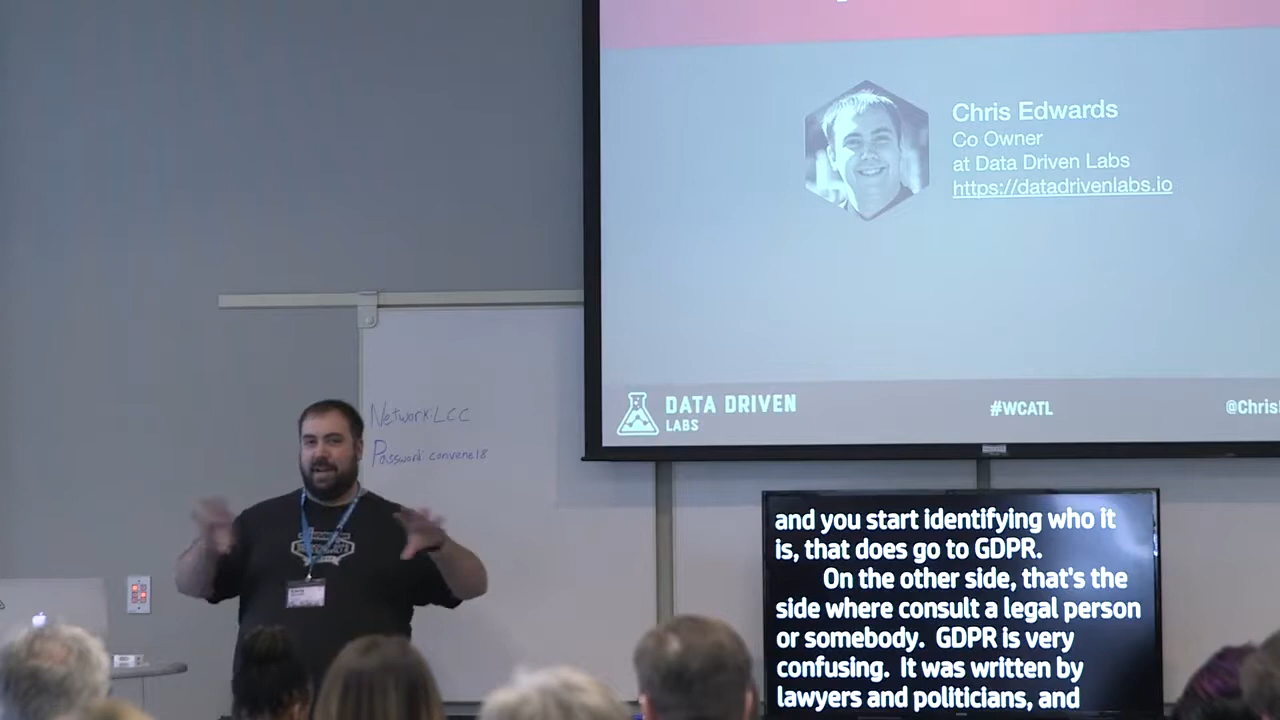 Chris Edwards
Co Owner
at Data Driven Labs
https://datadrivenlabs.io
DATA DRIVEN
LABS
#WCATL
@Chris
Network: LCC
Password: convene18
and you start identifying who it
is, that does go to GDPR.
On the other side, that's the
side where consult a legal person
or somebody. GDPR is very
confusing. It was written by
lawyers and politicians, and